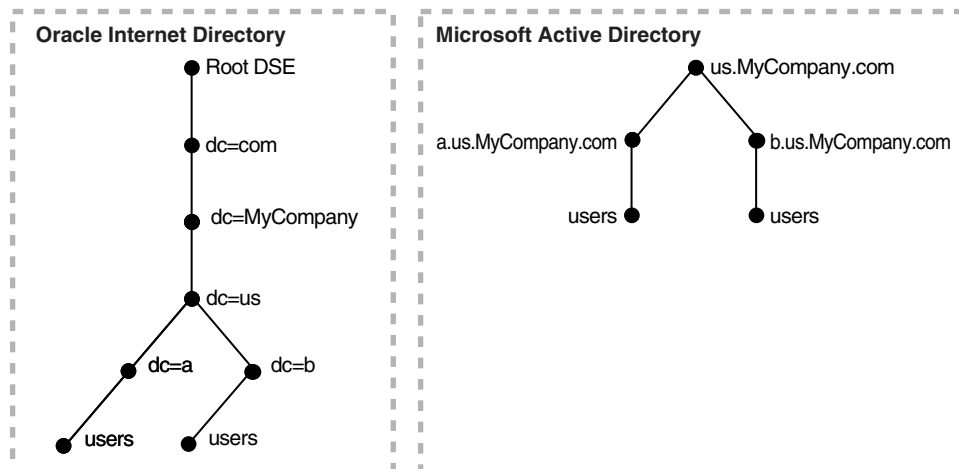 Oracle Internet Directory
Root DSE
dc=com
dc=MyCompany
dc=us
dc=a
dc=b
users
users
Microsoft Active Directory
us.MyCompany.com
a.us.MyCompany.com
b.us.MyCompany.com
users
users